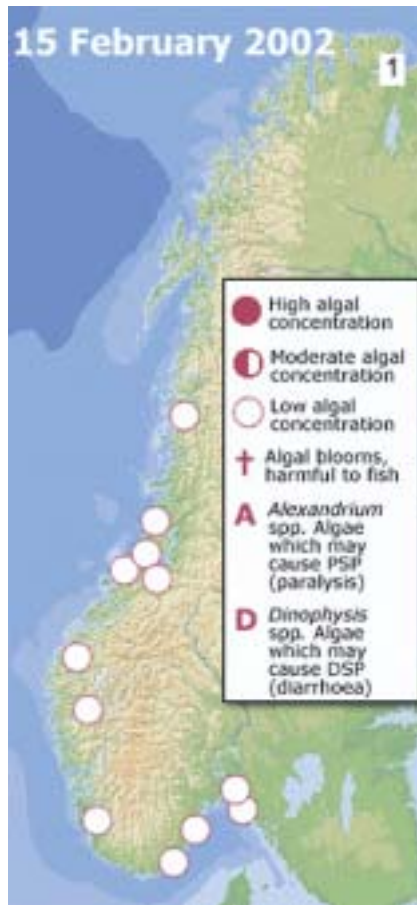 15 February 2002
1
High algal
concentration
Moderate algal
concentration
Low algal
concentration
Algal blooms,
harmful to fish
A Alexandrium
spp. Algae
which may
cause PSP
(paralysis)
D Dinophysis
spp. Algae
which may
cause DSP
(diarrhoea)